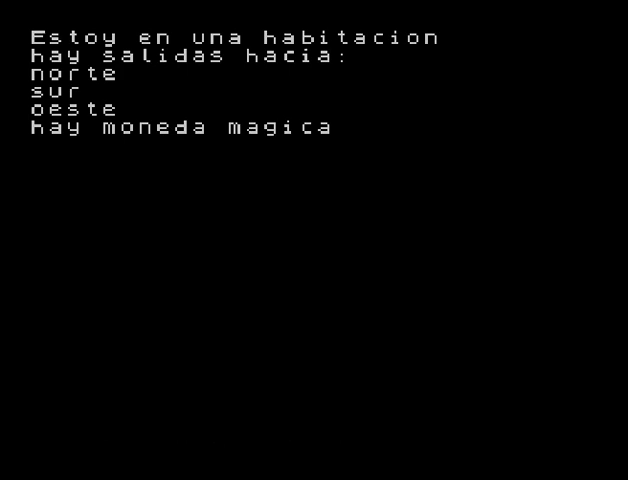 Estoy en una habitacion
hay salidas hacia:
norte
sur
oeste
hay moneda magica